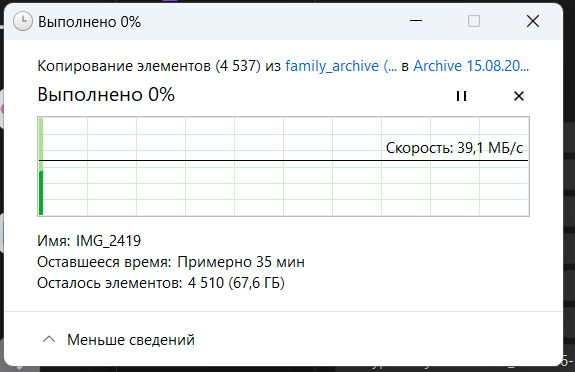 Выполнено 0%
Копирование элементов (4 537) из family_archive (... в Archive 15.08.20...
Выполнено 0%
Скорость: 39,1 МБ/с
Имя: IMG_2419
Оставшееся время: Примерно 35 мин
Осталось элементов: 4 510 (67,6 ГБ)
Меньше сведений